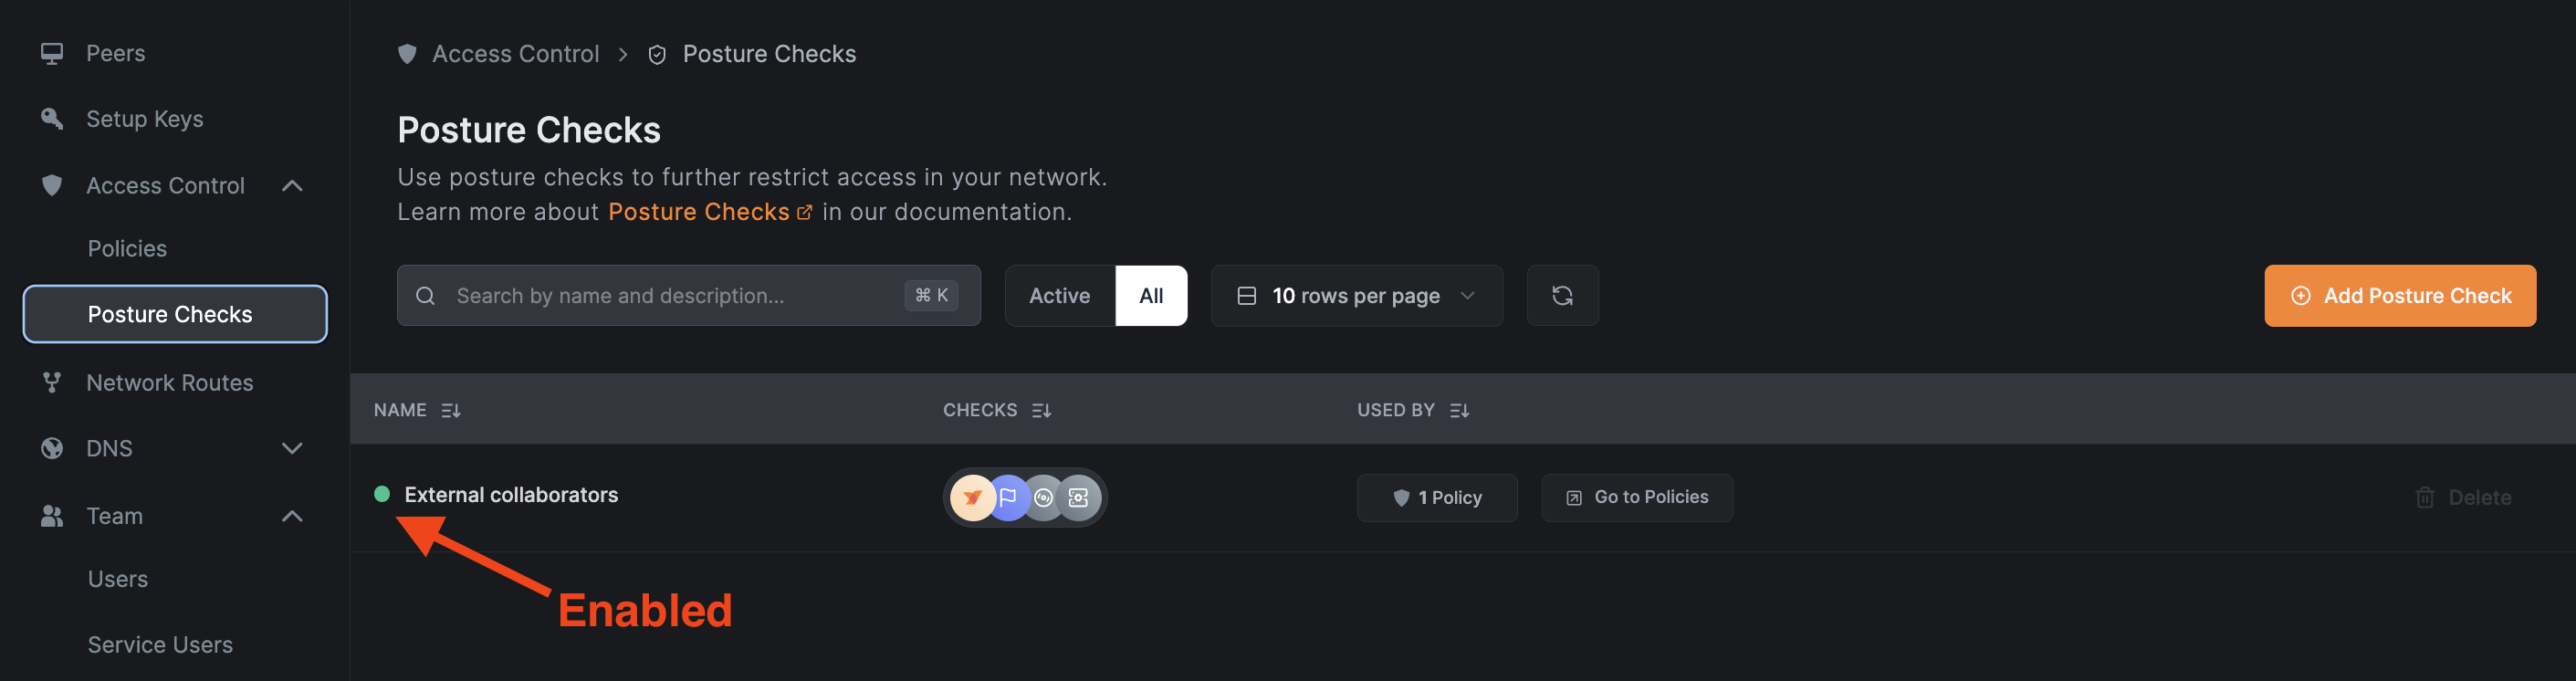 Peers
Setup Keys
Access Control
Policies
Posture Checks
Network Routes
DNS
Team
Users
Service Users
Access Control > Posture Checks
Posture Checks
Use posture checks to further restrict access in your network.
Learn more about Posture Checks in our documentation.
Search by name and description... ⌘ K
Active All
10 rows per page
Add Posture Check
NAME CHECKS USED BY
External collaborators 1 Policy Go to Policies Delete
Enabled